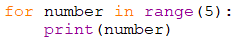 for number in range(5):
    print(number)